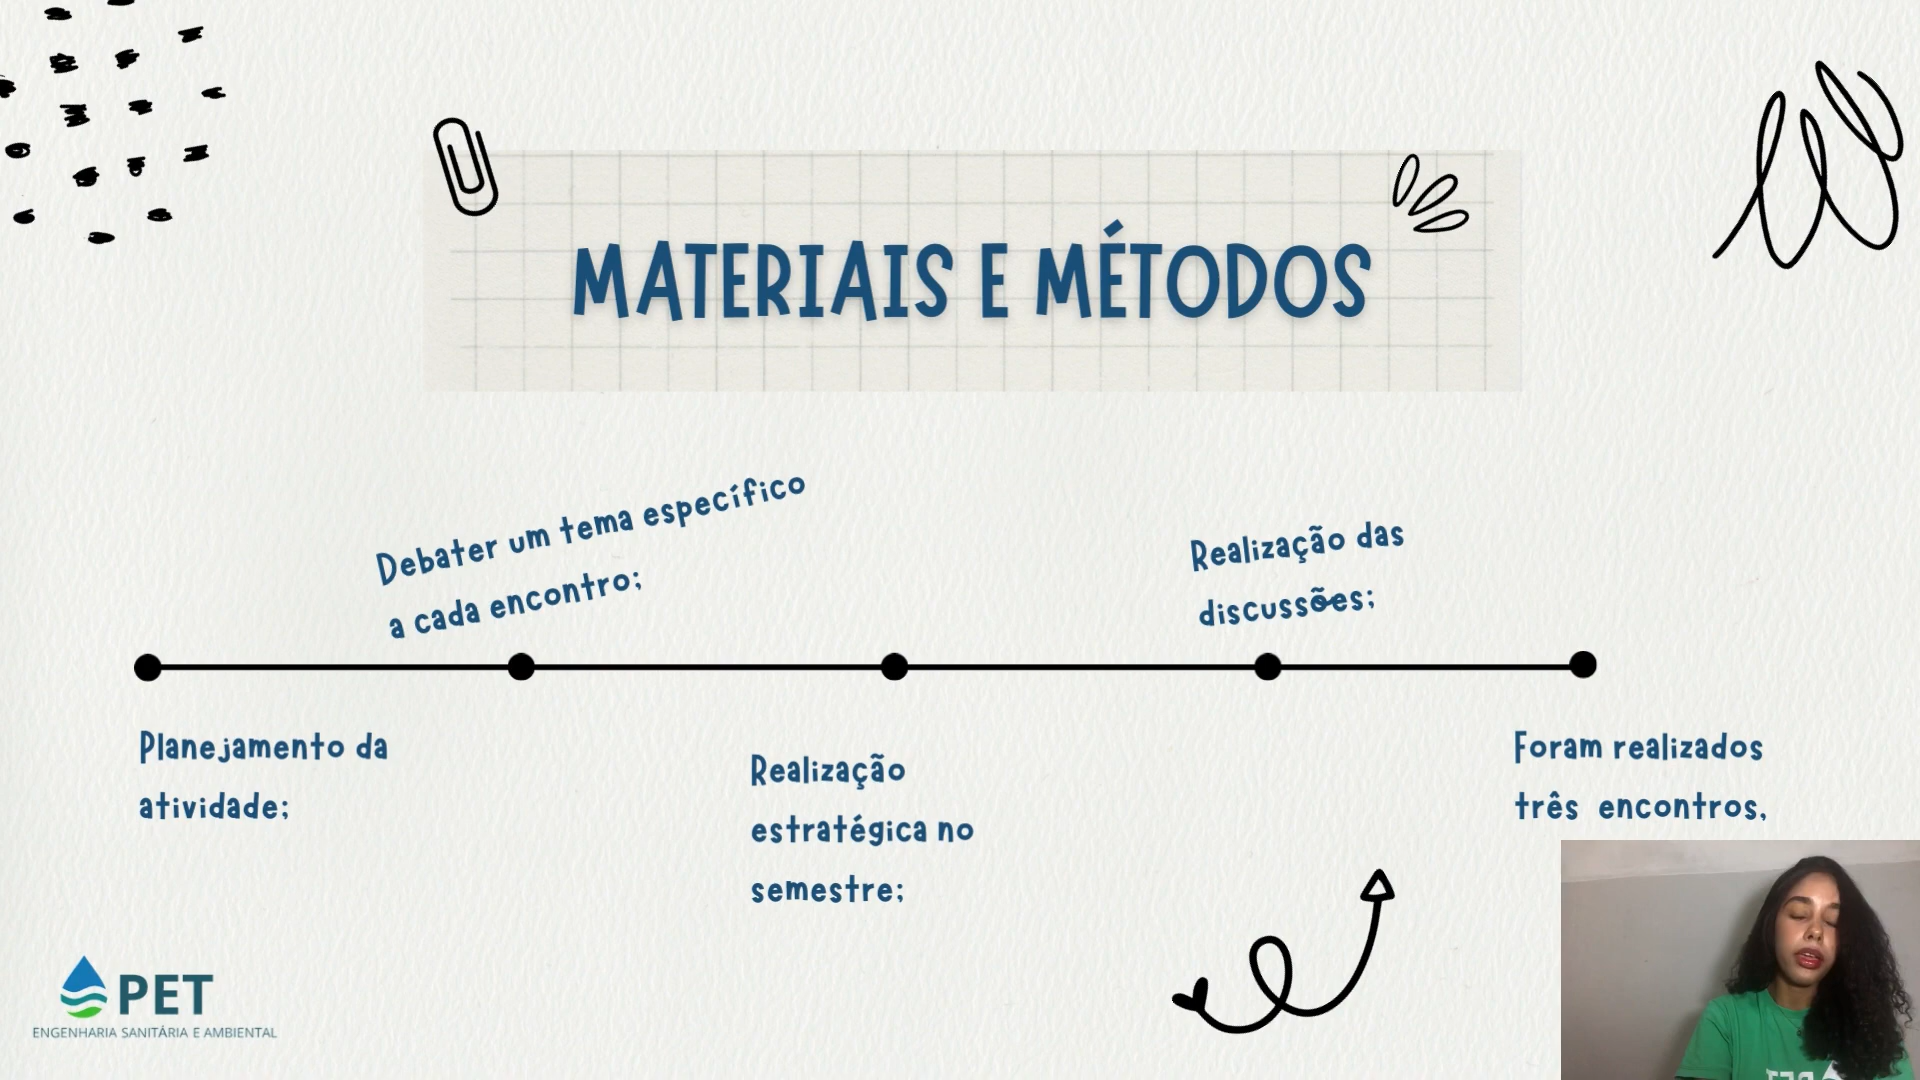 MATERIAIS E MÉTODOS
Debater um tema específico
a cada encontro;
Realização das
discussões;
Planejamento da
atividade;
Realização
estratégica no
semestre;
Foram realizados
três encontros,
PET
ENGENHARIA SANITÁRIA E AMBIENTAL